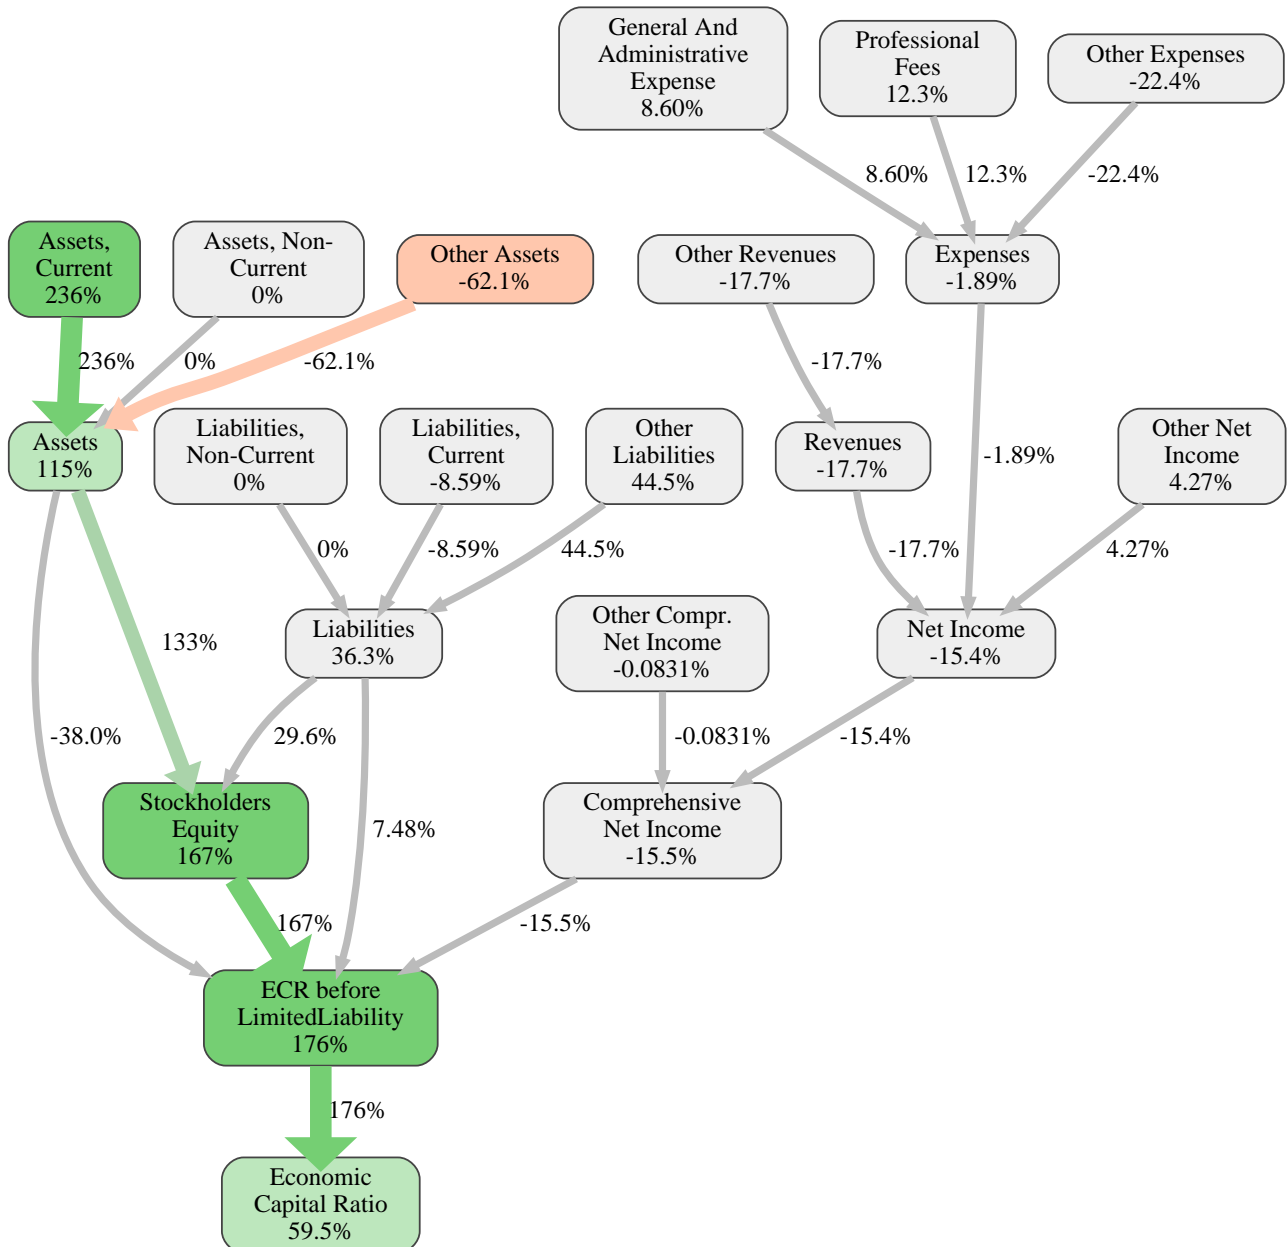 General And
Administrative
Expense
8.60%
Professional
Fees
12.3%
Other Expenses
-22.4%
8.60%
12.3%
-22.4%
Assets,
Current
236%
Assets, Non-
Current
0%
Other Assets
-62.1%
Other Revenues
-17.7%
Expenses
-1.89%
236%
0%
-62.1%
-17.7%
Assets
115%
Liabilities,
Non-Current
0%
Liabilities,
Current
-8.59%
Other
Liabilities
44.5%
Revenues
-17.7%
-1.89%
Other Net
Income
4.27%
0%
-8.59%
44.5%
-17.7%
4.27%
133%
Liabilities
36.3%
Other Compr.
Net Income
-0.0831%
Net Income
-15.4%
-38.0%
29.6%
-0.0831%
-15.4%
Stockholders
Equity
167%
7.48%
Comprehensive
Net Income
-15.5%
167%
-15.5%
ECR before
LimitedLiability
176%
176%
Economic
Capital Ratio
59.5%